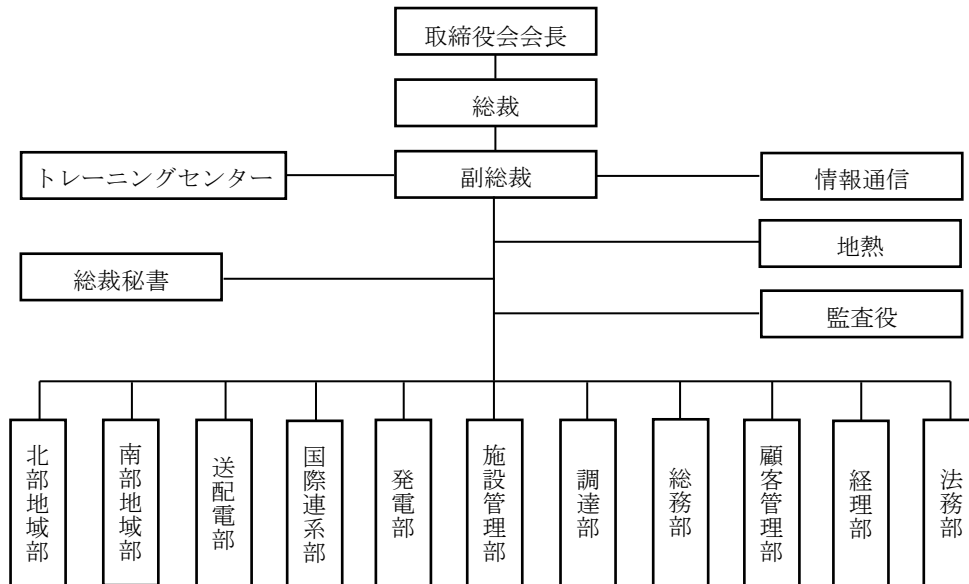 取締役会会長
総裁
トレーニングセンター
副総裁
情報通信
地熱
総裁秘書
監査役
北部地域部
南部地域部
送配電部
国際連系部
発電部
施設管理部
調達部
総務部
顧客管理部
経理部
法務部